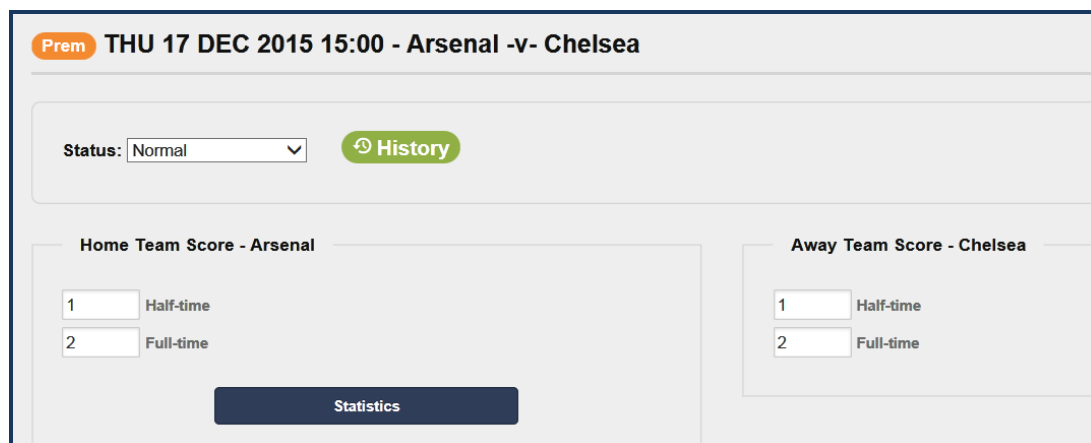 Prem THU 17 DEC 2015 15:00 - Arsenal -v- Chelsea
Status: Normal History
Home Team Score - Arsenal
1 Half-time
2 Full-time
Statistics
Away Team Score - Chelsea
1 Half-time
2 Full-time